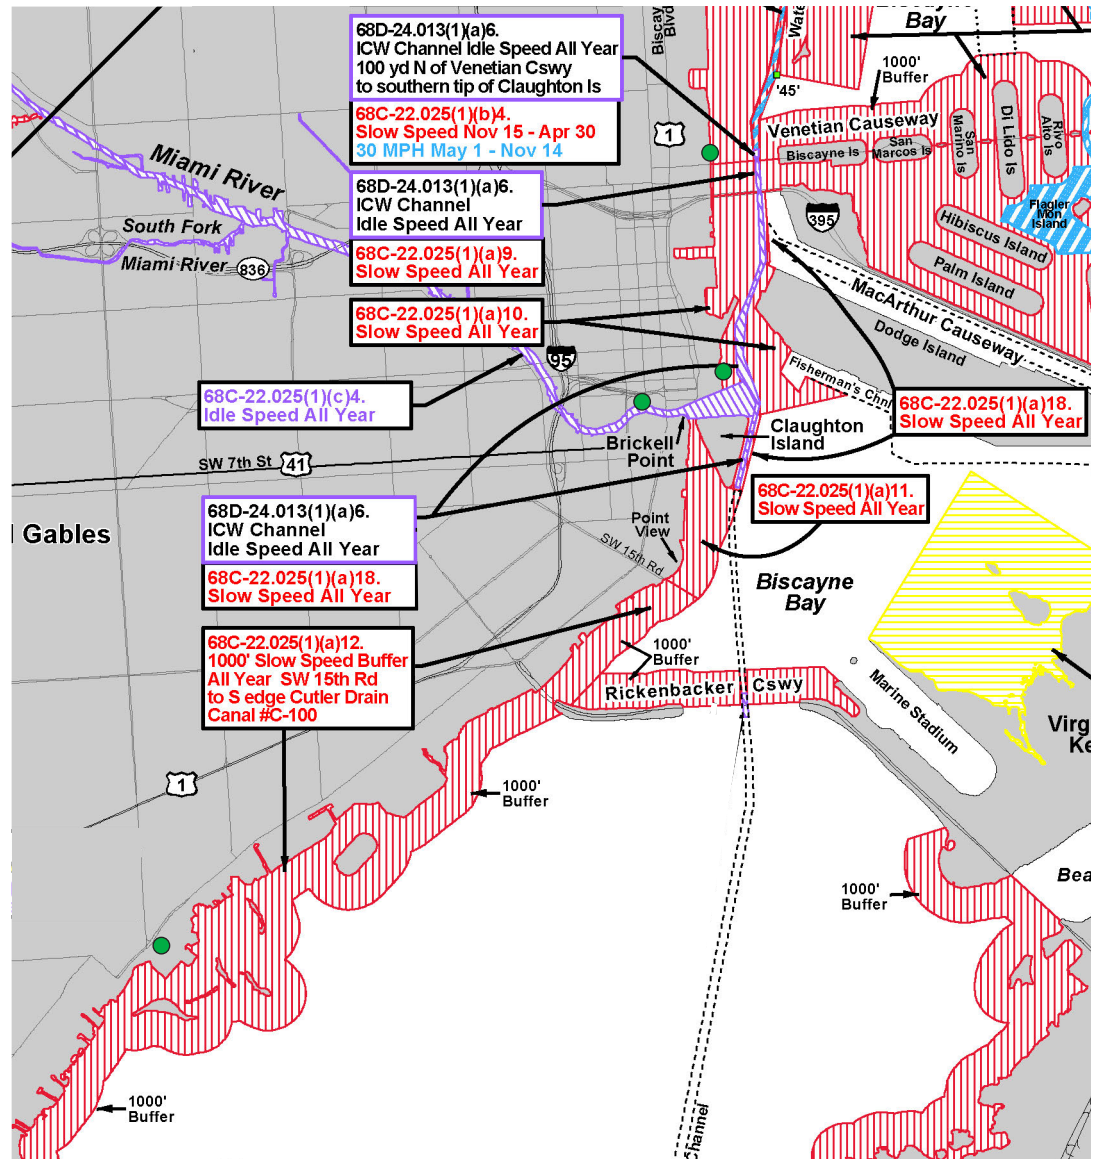 68D-24.013(1)(a)6.
ICW Channel Idle Speed All Year
100 yd N of Venetian Cswy
to southern tip of Claughton Is
68C-22.025(1)(b)4.
Slow Speed Nov 15 - Apr 30
30 MPH May 1 - Nov 14
Biscayne
Blvd
Bay
'45'
1000'
Buffer
1
Venetian Causeway
Biscayne Is
San
Marcos Is
San
Marino Is
Di Lido Is
Rivo
Alto Is
Flagler
Mon
Island
Hibiscus Island
Palm Island
395
MacArthur Causeway
Dodge Island
Miami River
South Fork
Miami River
836
68D-24.013(1)(a)6.
ICW Channel
Idle Speed All Year
68C-22.025(1)(a)9.
Slow Speed All Year
68C-22.025(1)(a)10.
Slow Speed All Year
95
68C-22.025(1)(c)4.
Idle Speed All Year
Fisherman's Chnl
68C-22.025(1)(a)18.
Slow Speed All Year
Brickell
Point
Claughton
Island
SW 7th St
41
68D-24.013(1)(a)6.
ICW Channel
Idle Speed All Year
68C-22.025(1)(a)18.
Slow Speed All Year
68C-22.025(1)(a)11.
Slow Speed All Year
Point
View
SW 15th Rd
l Gables
Biscayne
Bay
68C-22.025(1)(a)12.
1000' Slow Speed Buffer
All Year SW 15th Rd
to S edge Cutler Drain
Canal #C-100
1000'
Buffer
Rickenbacker Cswy
Marine Stadium
Virg
Ke
1
1000'
Buffer
1000'
Buffer
Bea
1000'
Buffer